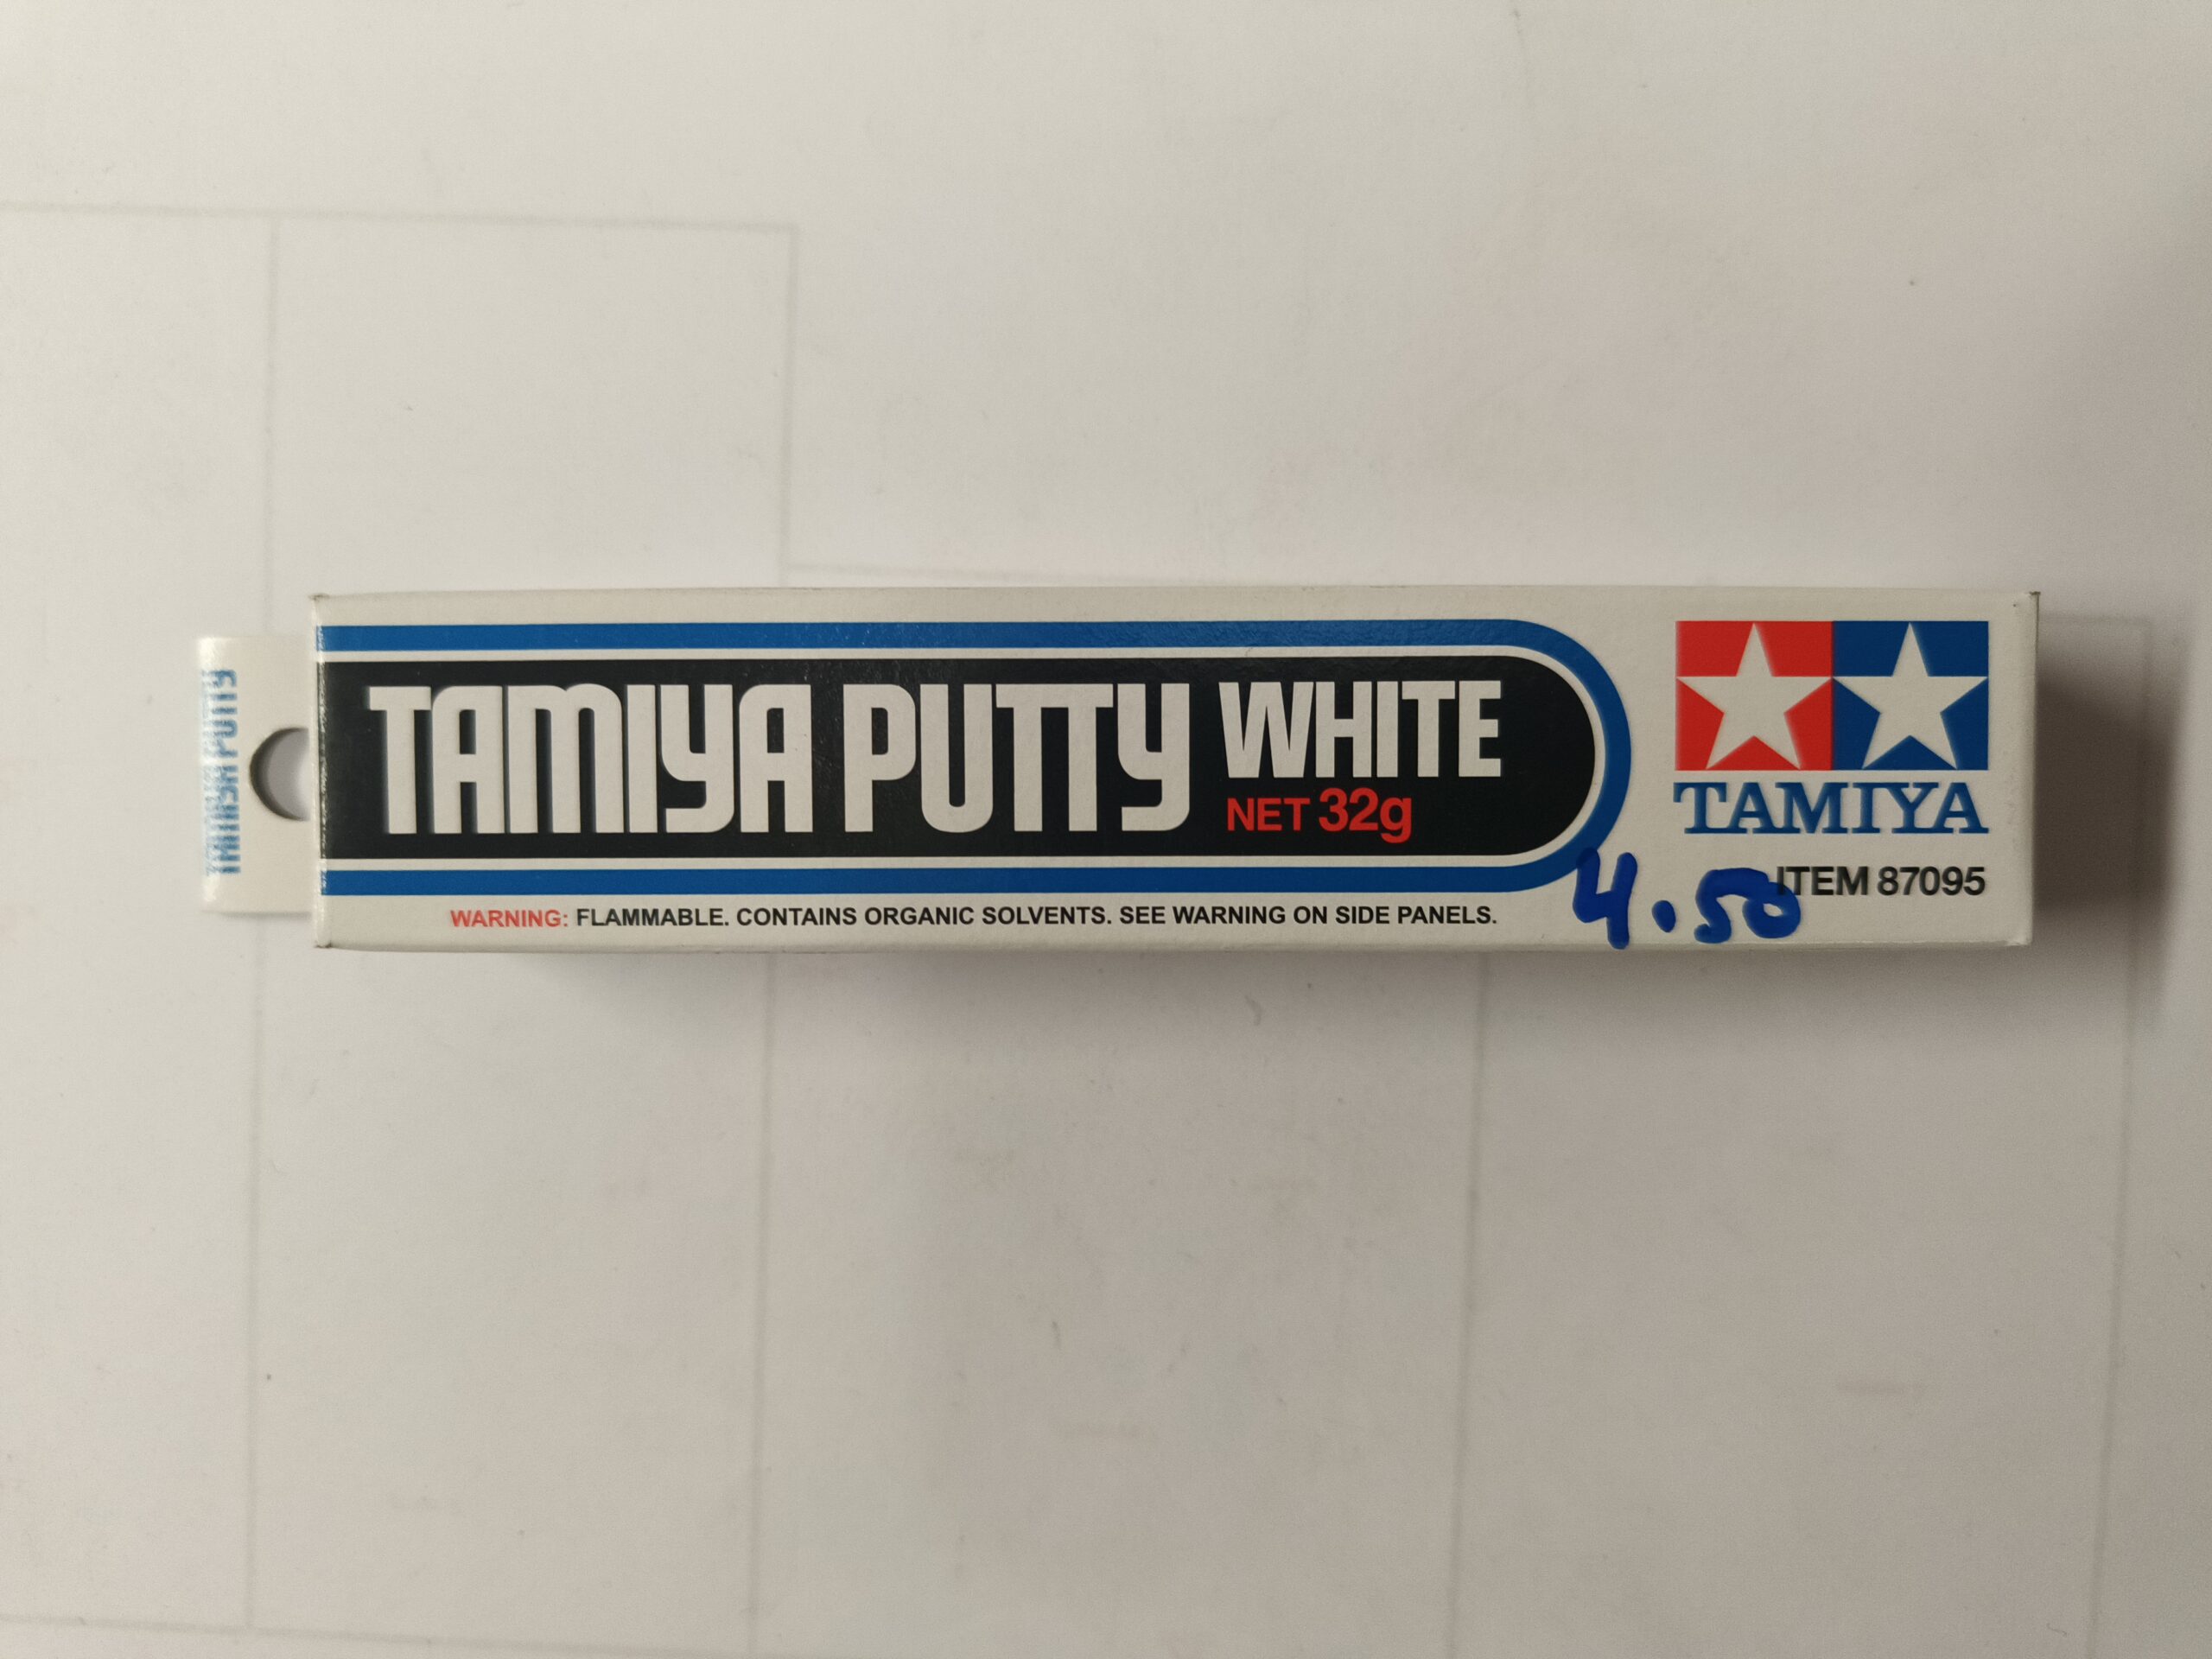 TAMIYA PUTTY
TAMIYA PUTTY WHITE
NET 32g
TAMIYA
ITEM 87095
4.50
WARNING: FLAMMABLE. CONTAINS ORGANIC SOLVENTS. SEE WARNING ON SIDE PANELS.